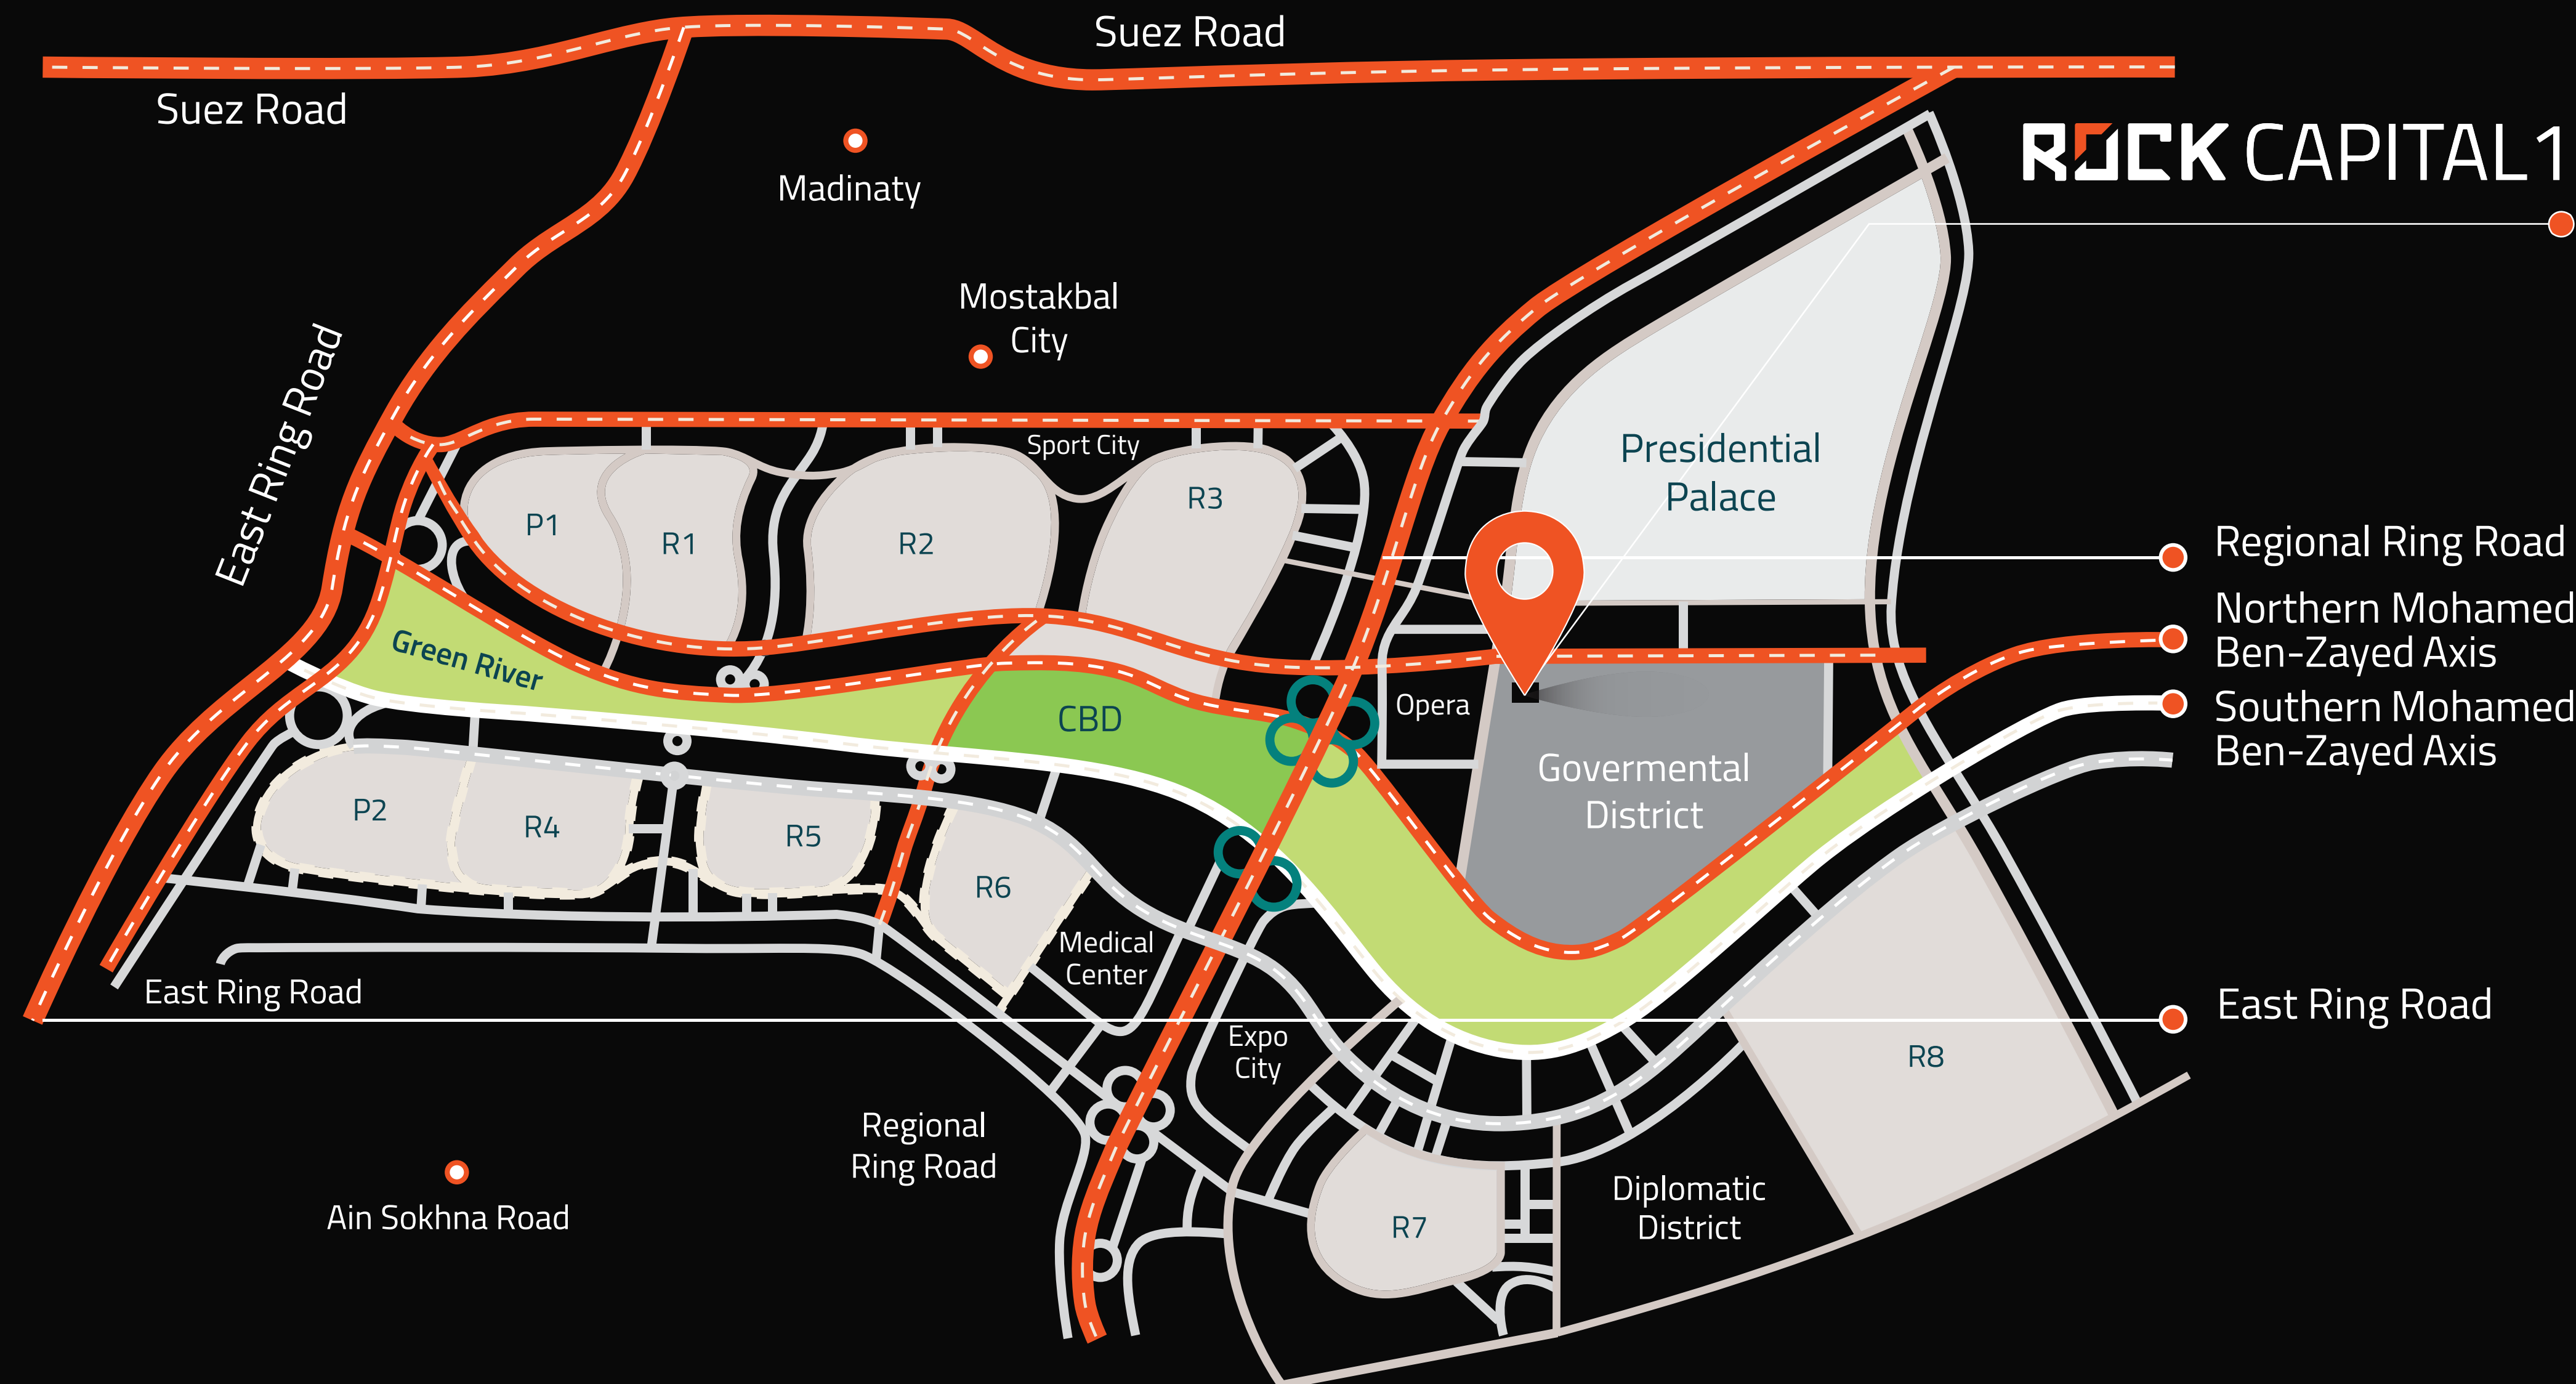 Suez Road
Suez Road
ROCK CAPITAL 1
Madinaty
Mostakbal
City
East Ring Road
Sport City
P1
R1
R2
R3
Presidential
Palace
Regional Ring Road
Northern Mohamed
Ben-Zayed Axis
Southern Mohamed
Ben-Zayed Axis
Green River
CBD
Opera
Govermental
District
P2
R4
R5
R6
Medical
Center
East Ring Road
East Ring Road
Expo
City
R8
Regional
Ring Road
Ain Sokhna Road
R7
Diplomatic
District